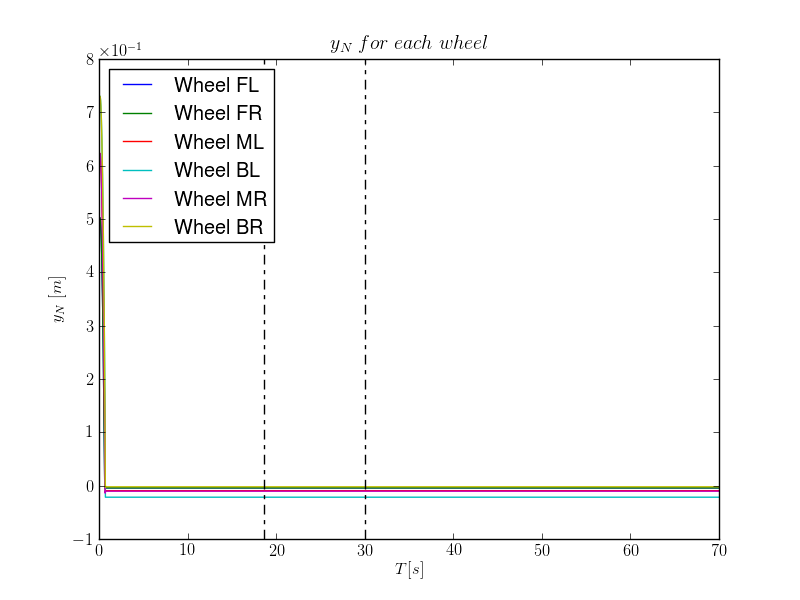 y_N for each wheel
×10⁻¹
8
7
6
5
4
3
2
1
0
−1
y_N [m]
Wheel FL
Wheel FR
Wheel ML
Wheel BL
Wheel MR
Wheel BR
0 10 20 30 40 50 60 70
T[s]